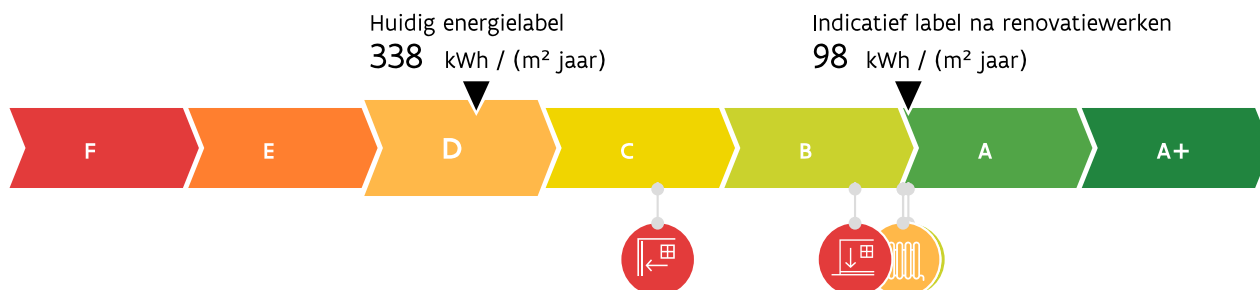 Huidig energielabel
338 kWh / (m² jaar)
Indicatief label na renovatiewerken
98 kWh / (m² jaar)
F E D C B A A+